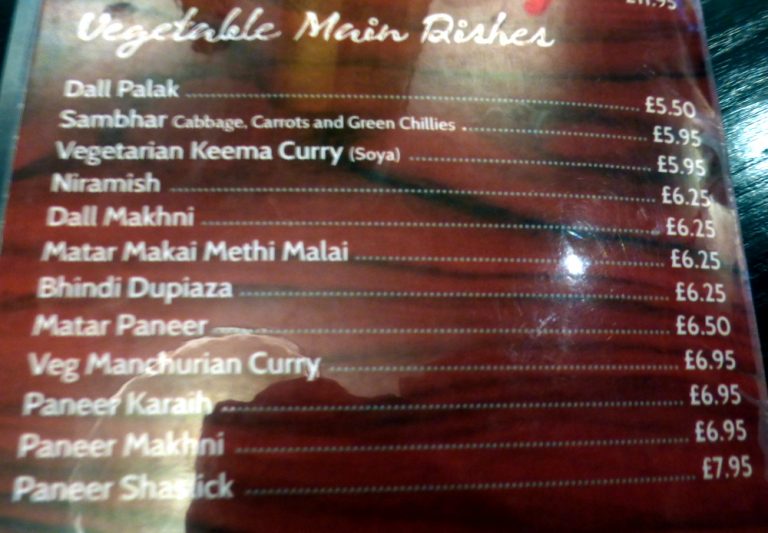 £11.95
Vegetable Main Dishes
Dall Palak £5.50
Sambhar Cabbage, Carrots and Green Chillies £5.95
Vegetarian Keema Curry (Soya) £5.95
Niramish £6.25
Dall Makhni £6.25
Matar Makai Methi Malai £6.25
Bhindi Dupiaza £6.25
Matar Paneer £6.50
Veg Manchurian Curry £6.95
Paneer Karaih £6.95
Paneer Makhni £6.95
Paneer Shaslick £7.95